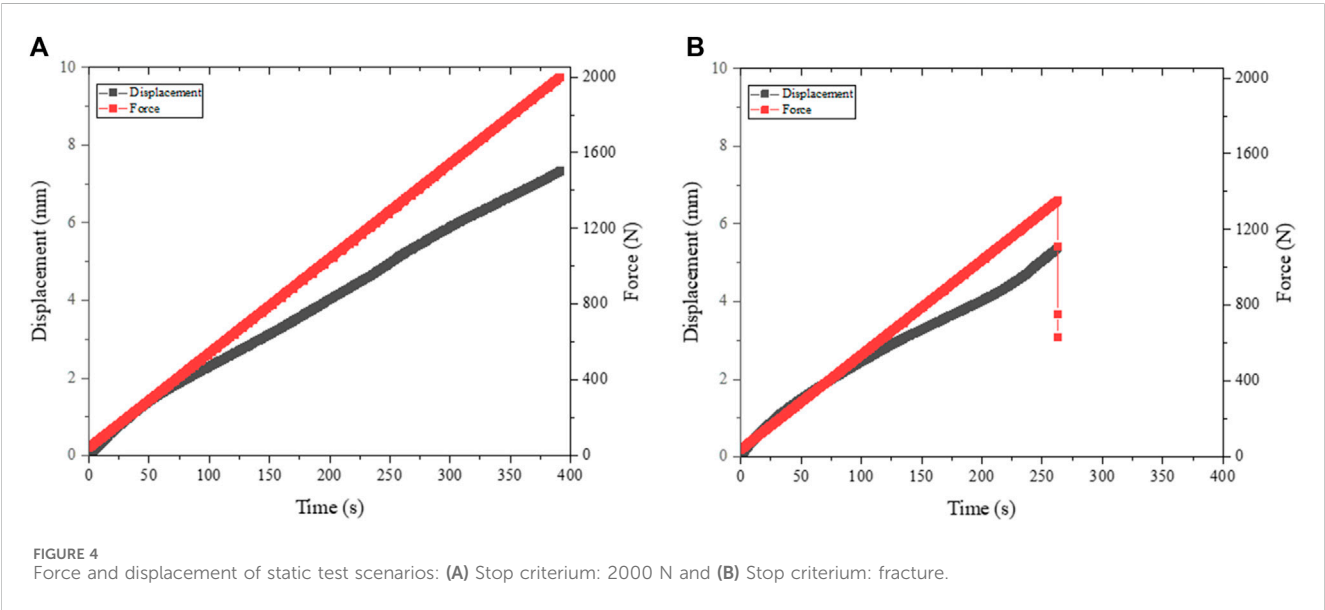 A
B
Displacement
Force
Displacement
Force
10
8
6
4
2
0
2000
1600
1200
800
400
0
10
8
6
4
2
0
2000
1600
1200
800
400
0
Displacement (mm)
Force (N)
Displacement (mm)
Force (N)
0 50 100 150 200 250 300 350 400
0 50 100 150 200 250 300 350 400
Time (s)
Time (s)
FIGURE 4
Force and displacement of static test scenarios: (A) Stop criterium: 2000 N and (B) Stop criterium: fracture.